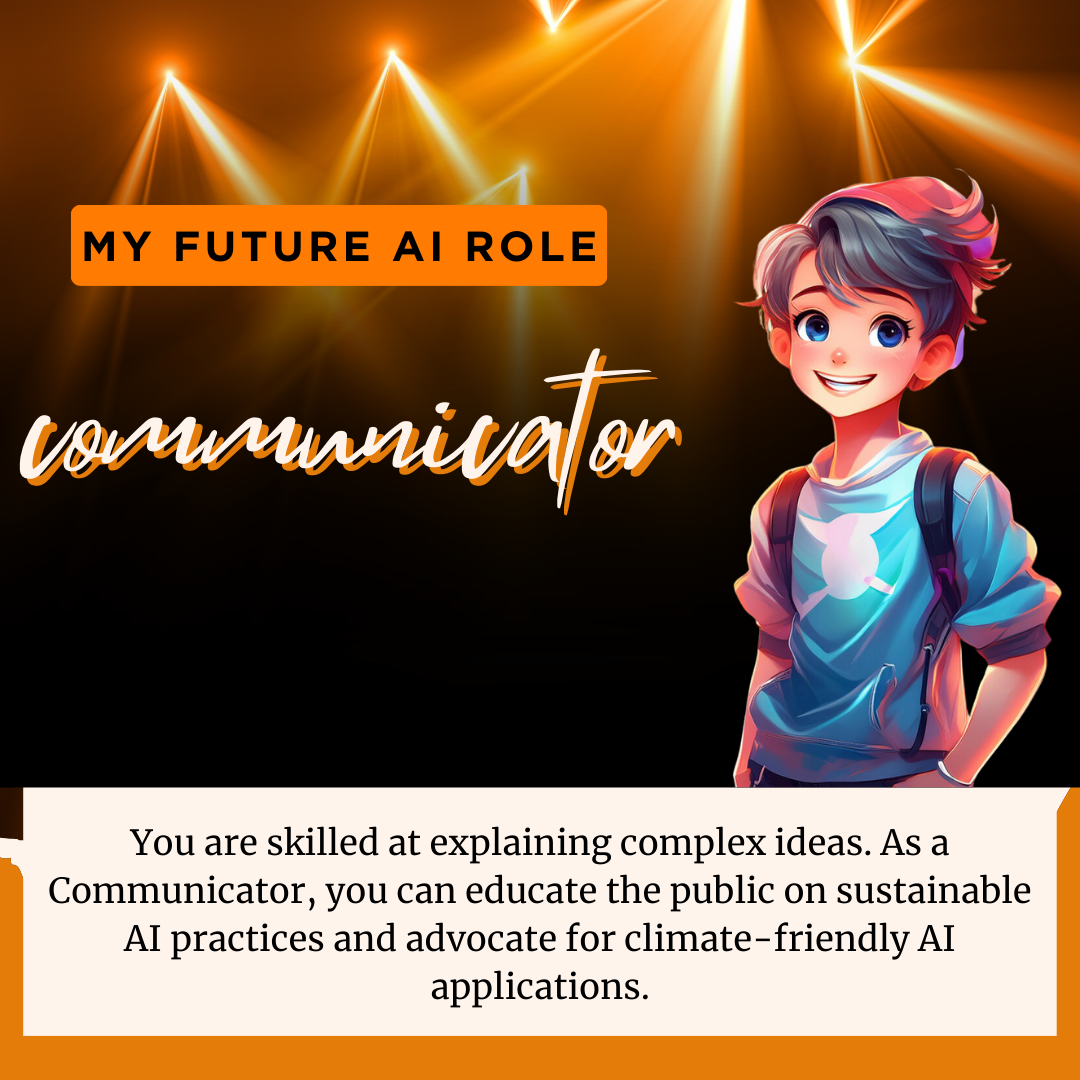 MY FUTURE AI ROLE
communicator
You are skilled at explaining complex ideas. As a
Communicator, you can educate the public on sustainable
AI practices and advocate for climate-friendly AI
applications.